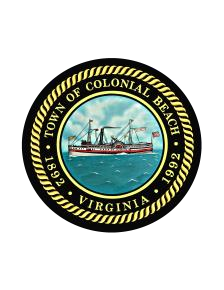 TOWN OF COLONIAL BEACH
1892 · VIRGINIA · 1992